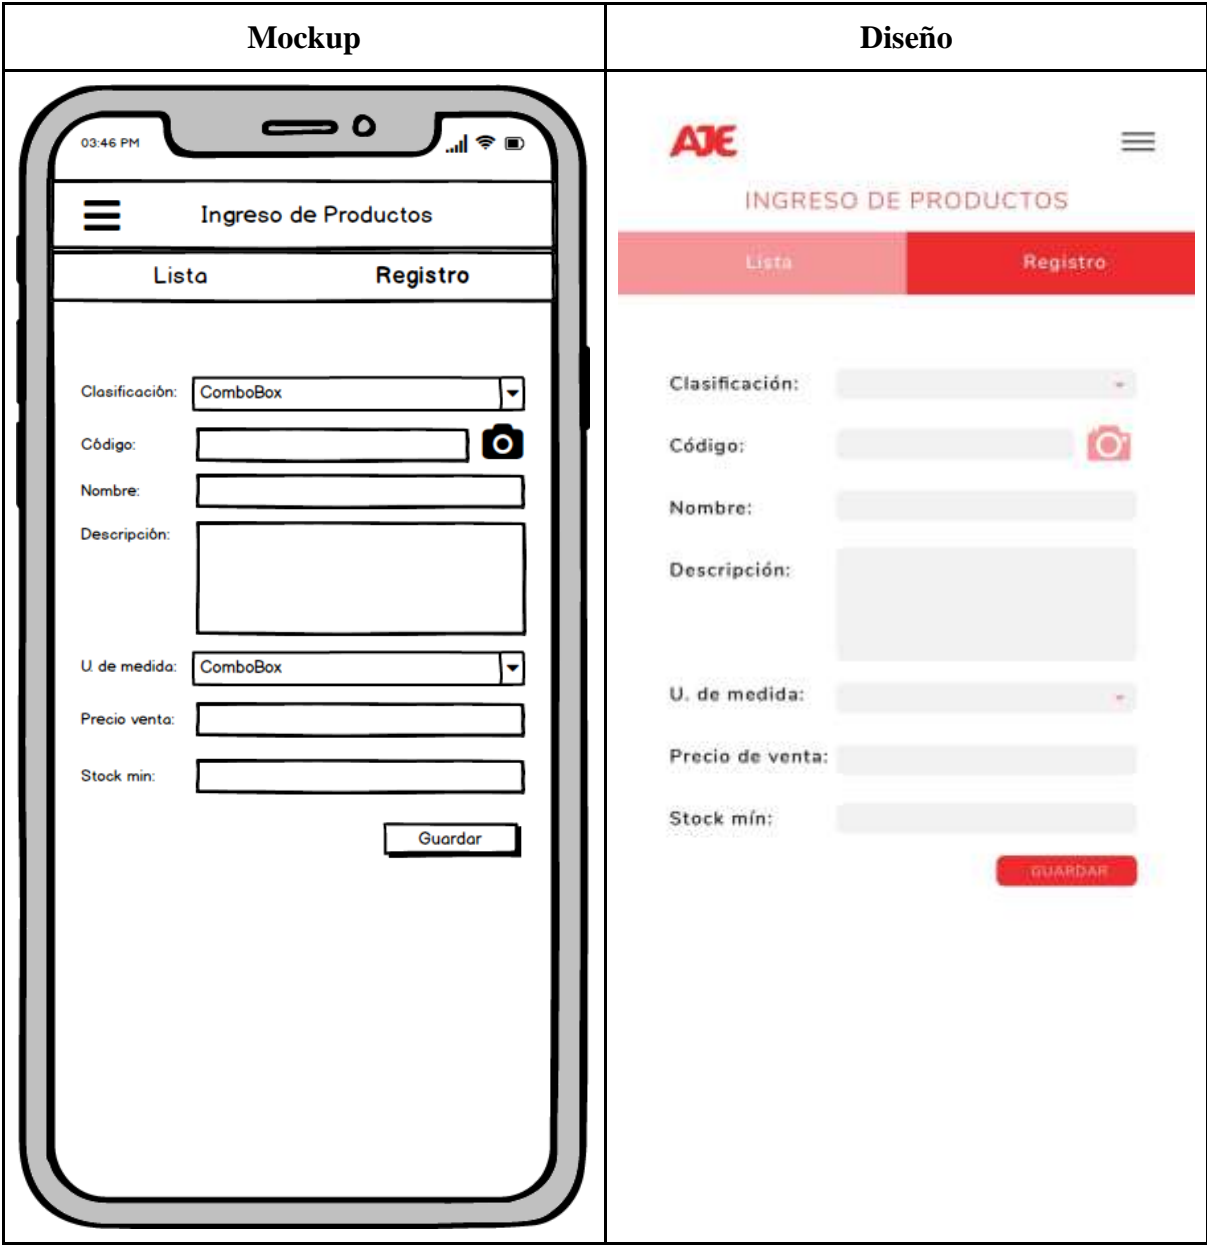 Mockup
Diseño
03:46 PM
Ingreso de Productos
Lista Registro
Clasificación: ComboBox
Código:
Nombre:
Descripción:
U. de medida: ComboBox
Precio venta:
Stock min:
Guardar
AJE
INGRESO DE PRODUCTOS
Lista Registro
Clasificación:
Código:
Nombre:
Descripción:
U. de medida:
Precio de venta:
Stock mín:
GUARDAR